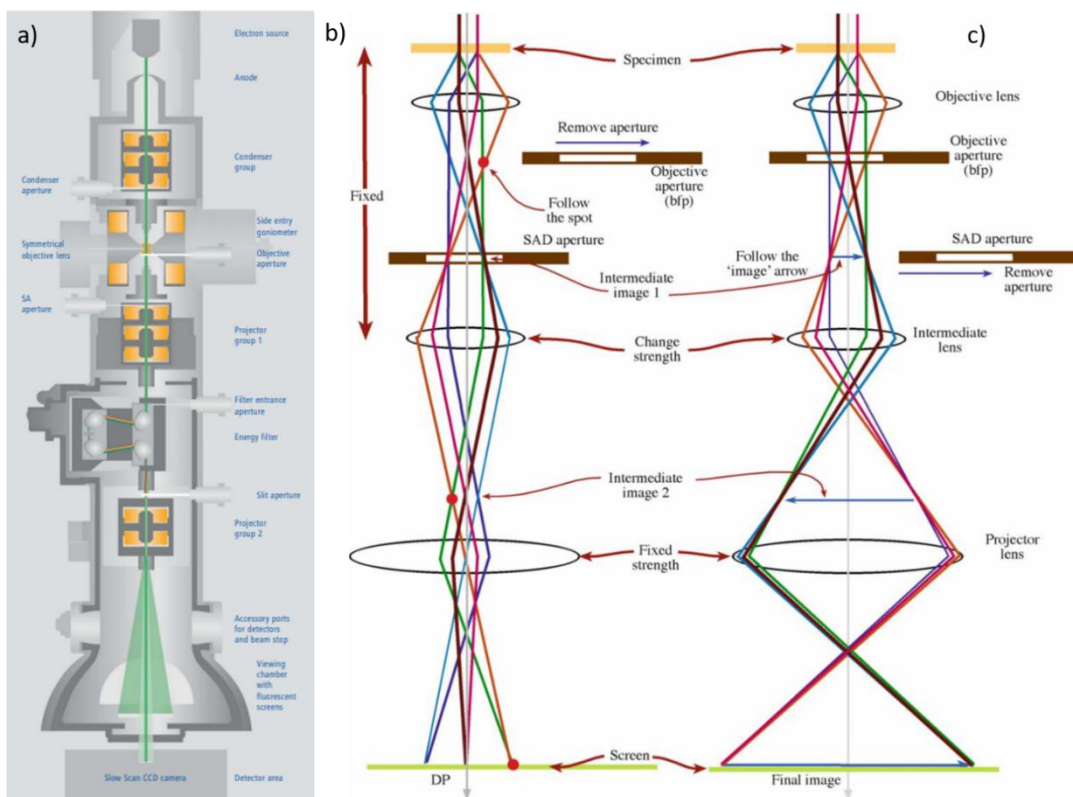 a)
Electron source
Anode
Condenser
group
Condenser
aperture
Side entry
goniometer
Symmetrical
objective lens
Objective
aperture
SA
aperture
Projector
group 1
Filter entrance
aperture
Energy filter
Slit aperture
Projector
group 2
Accessory ports
for detectors
and beam stop
Viewing
chamber
with
fluorescent
screens
Slow Scan CCD camera
Detector area
b)
c)
Specimen
Objective lens
Remove aperture
Objective
aperture
(bfp)
Objective
aperture
(bfp)
Fixed
Follow
the spot
SAD aperture
SAD aperture
Follow the
'image' arrow
Remove
aperture
Intermediate
image 1
Change
strength
Intermediate
lens
Intermediate
image 2
Fixed
strength
Projector
lens
Screen
DP
Final image